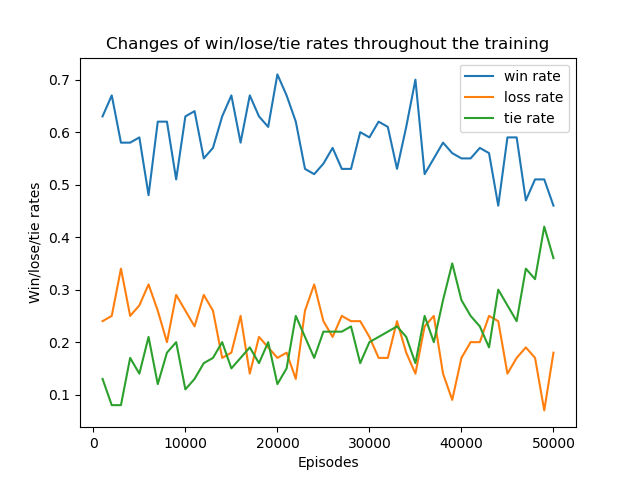 Changes of win/lose/tie rates throughout the training
win rate
loss rate
tie rate
Win/lose/tie rates
0.7
0.6
0.5
0.4
0.3
0.2
0.1
0
10000
20000
30000
40000
50000
Episodes